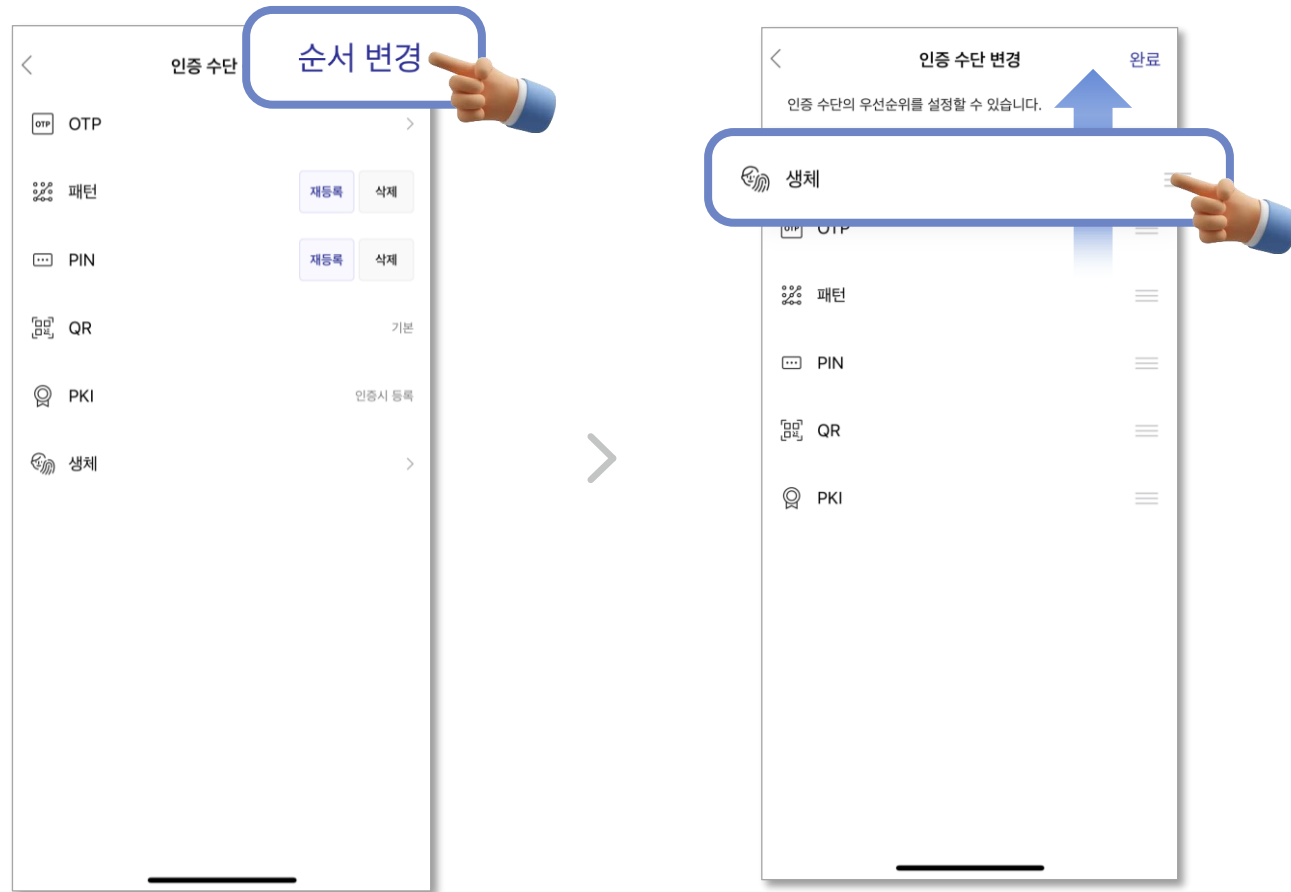 인증 수단
순서 변경
OTP OTP
패턴 재등록 삭제
PIN 재등록 삭제
QR 기본
PKI 인증시 등록
생체
인증 수단 변경 완료
인증 수단의 우선순위를 설정할 수 있습니다.
생체
OTP OTP
패턴
PIN
QR
PKI